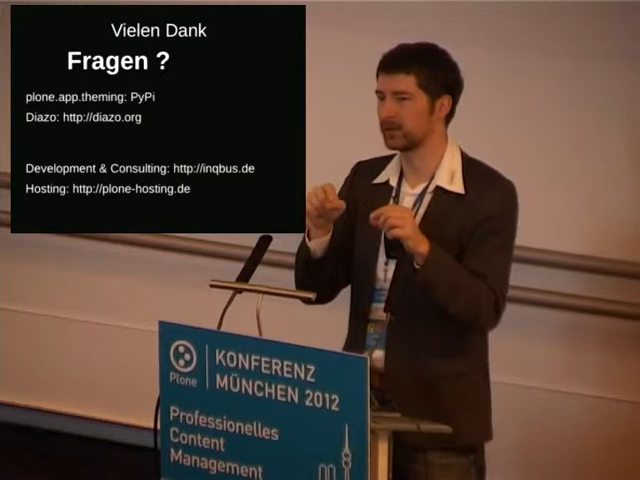 Vielen Dank
Fragen ?
plone.app.theming: PyPi
Diazo: http://diazo.org
Development & Consulting: http://inqbus.de
Hosting: http://plone-hosting.de
Plone
KONFERENZ
MÜNCHEN 2012
Professionelles
Content
Management